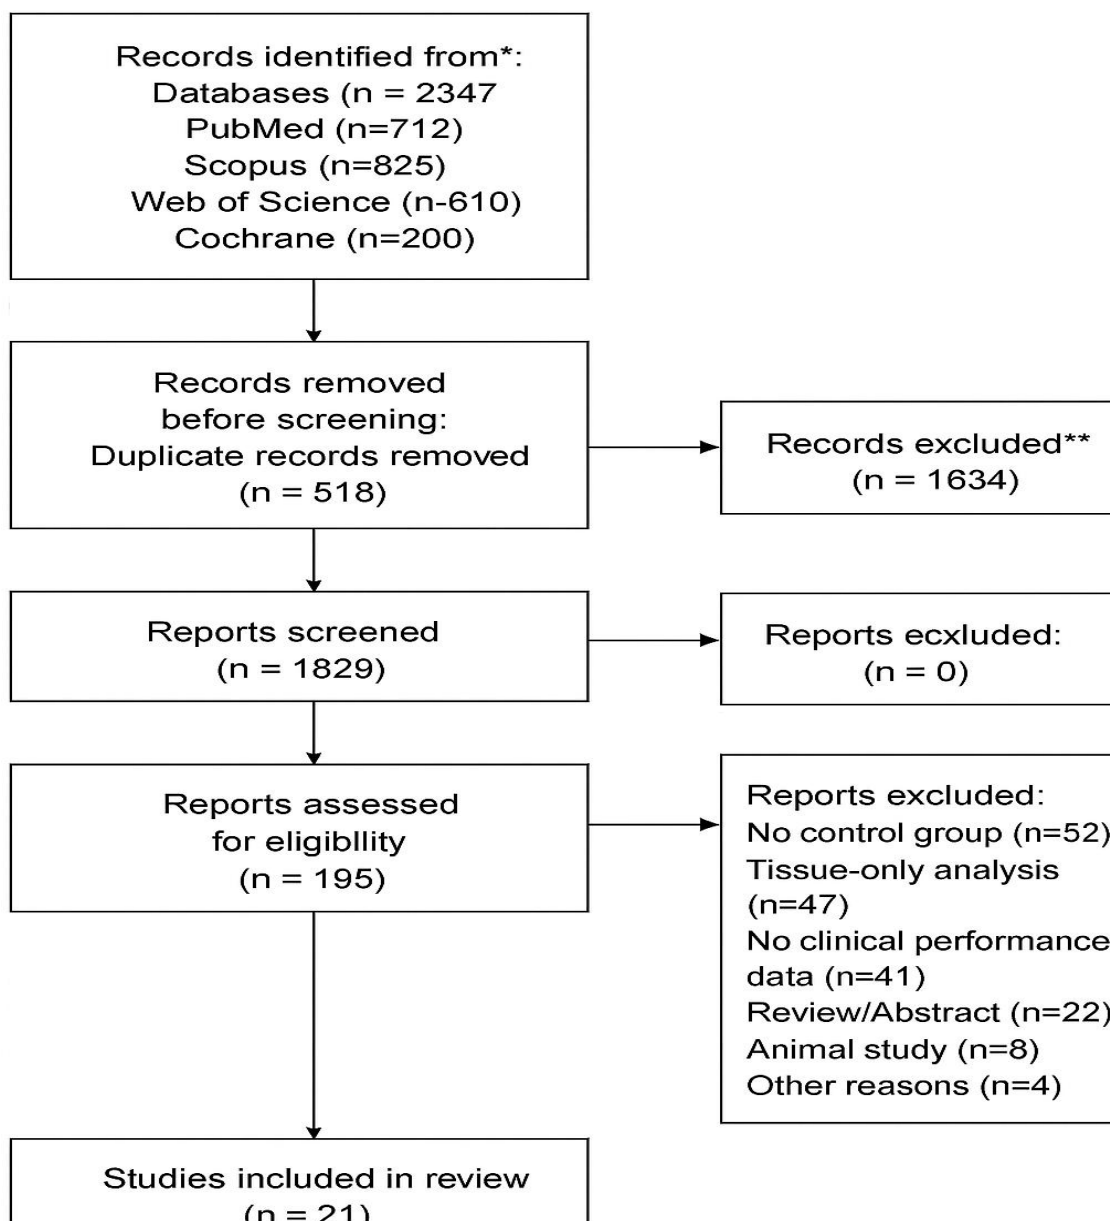 Records identified from*:
Databases (n = 2347
PubMed (n=712)
Scopus (n=825)
Web of Science (n-610)
Cochrane (n=200)
Records removed
before screening:
Duplicate records removed
(n = 518)
Records excluded**
(n = 1634)
Reports screened
(n = 1829)
Reports ecxluded:
(n = 0)
Reports assessed
for eligibllity
(n = 195)
Reports excluded:
No control group (n=52)
Tissue-only analysis
(n=47)
No clinical performance
data (n=41)
Review/Abstract (n=22)
Animal study (n=8)
Other reasons (n=4)
Studies included in review
(n = 21)